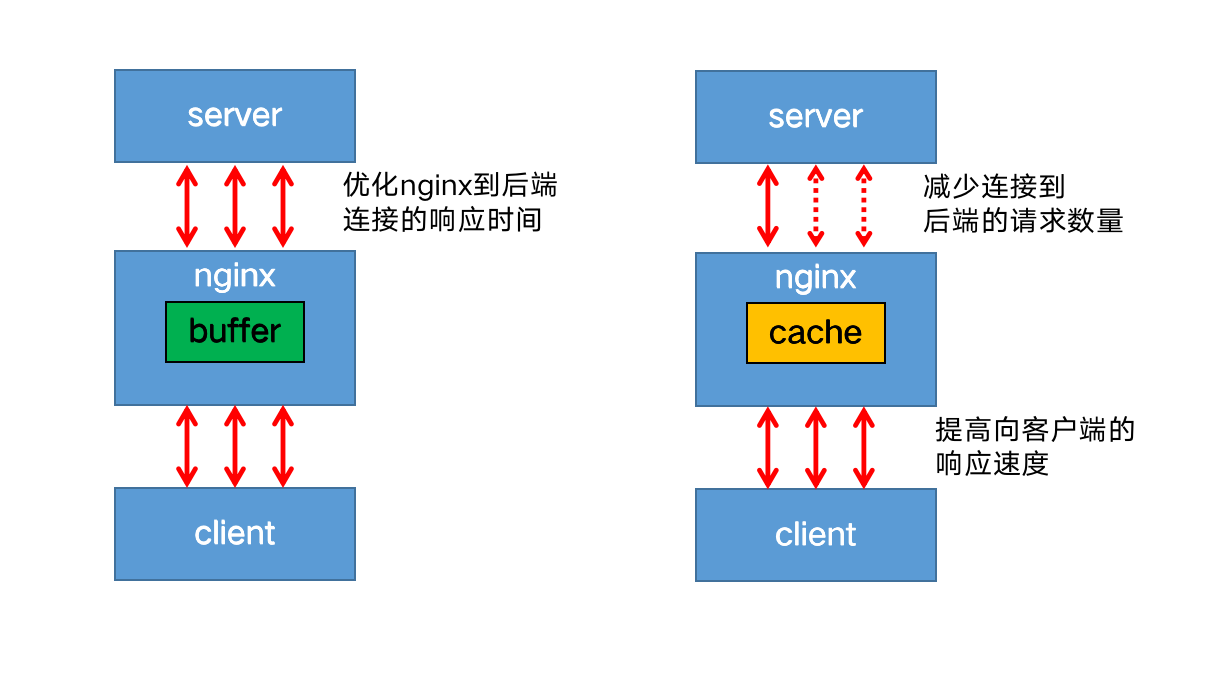 server
优化nginx到后端
连接的响应时间
nginx
buffer
client
server
减少连接到
后端的请求数量
nginx
cache
提高向客户端的
响应速度
client